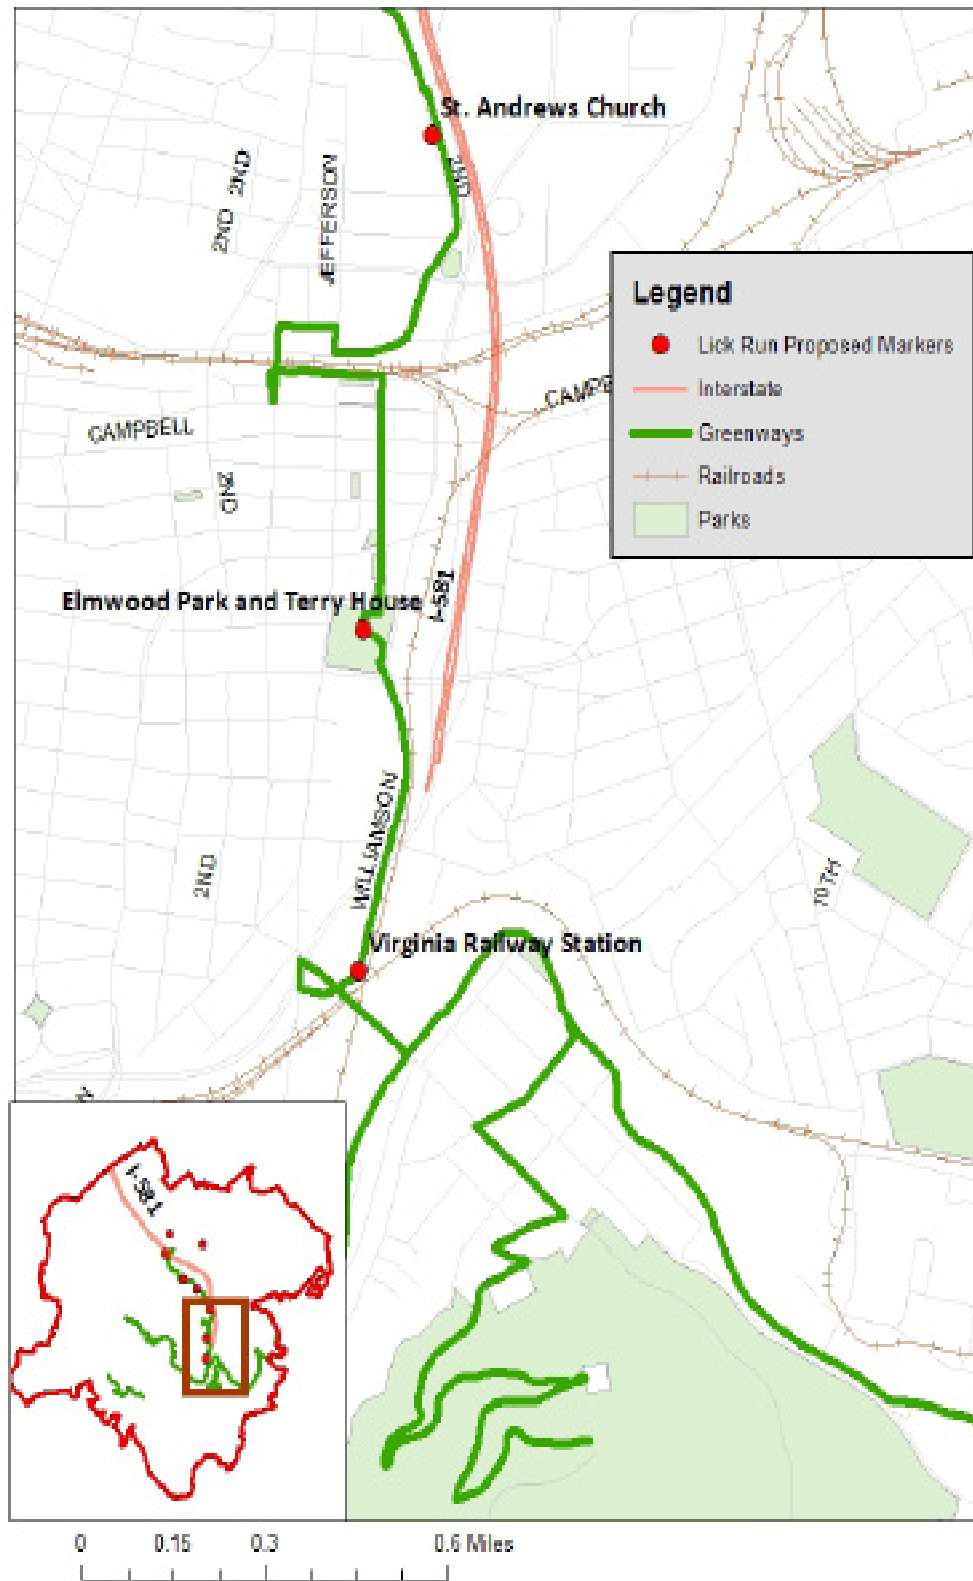 St. Andrews Church
2ND
2ND
2ND
JEFFERSON
Legend
Lick Run Proposed Markers
Interstate
Greenways
Railroads
Parks
CAMPBELL
2ND
Elmwood Park and Terry House
I-581
WILLIAMSON
2ND
10TH
Virginia Railway Station
I-581
0 0.15 0.3 0.6 Miles